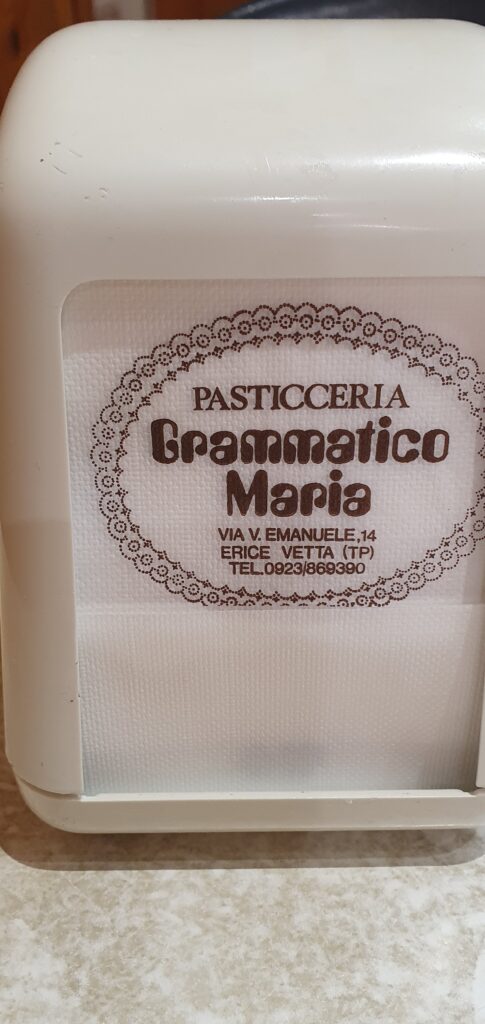 PASTICCERIA
Grammatico
Maria
VIA V. EMANUELE,14
ERICE VETTA (TP)
TEL.0923/869390